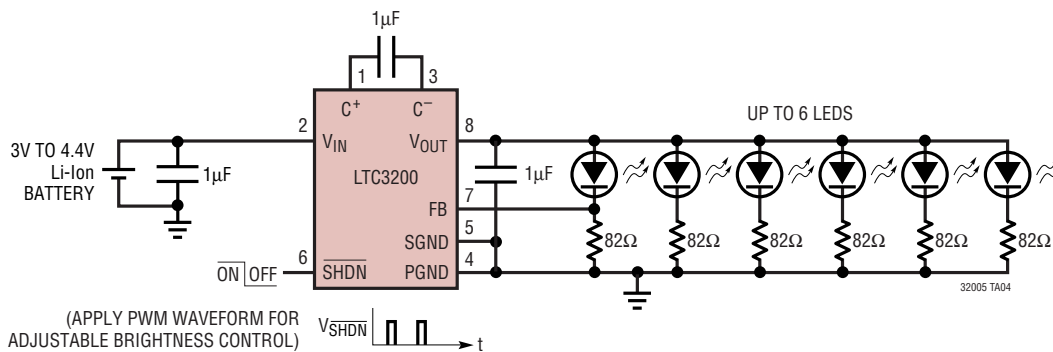 1µF
1 3
C+ C−
2 8
UP TO 6 LEDS
3V TO 4.4V
Li-Ion
BATTERY
VIN VOUT
1µF
LTC3200
1µF
7
FB
5
SGND
82Ω 82Ω 82Ω 82Ω 82Ω 82Ω
6 4
ON OFF
SHDN PGND
32005 TA04
(APPLY PWM WAVEFORM FOR
ADJUSTABLE BRIGHTNESS CONTROL)
VSHDN
t